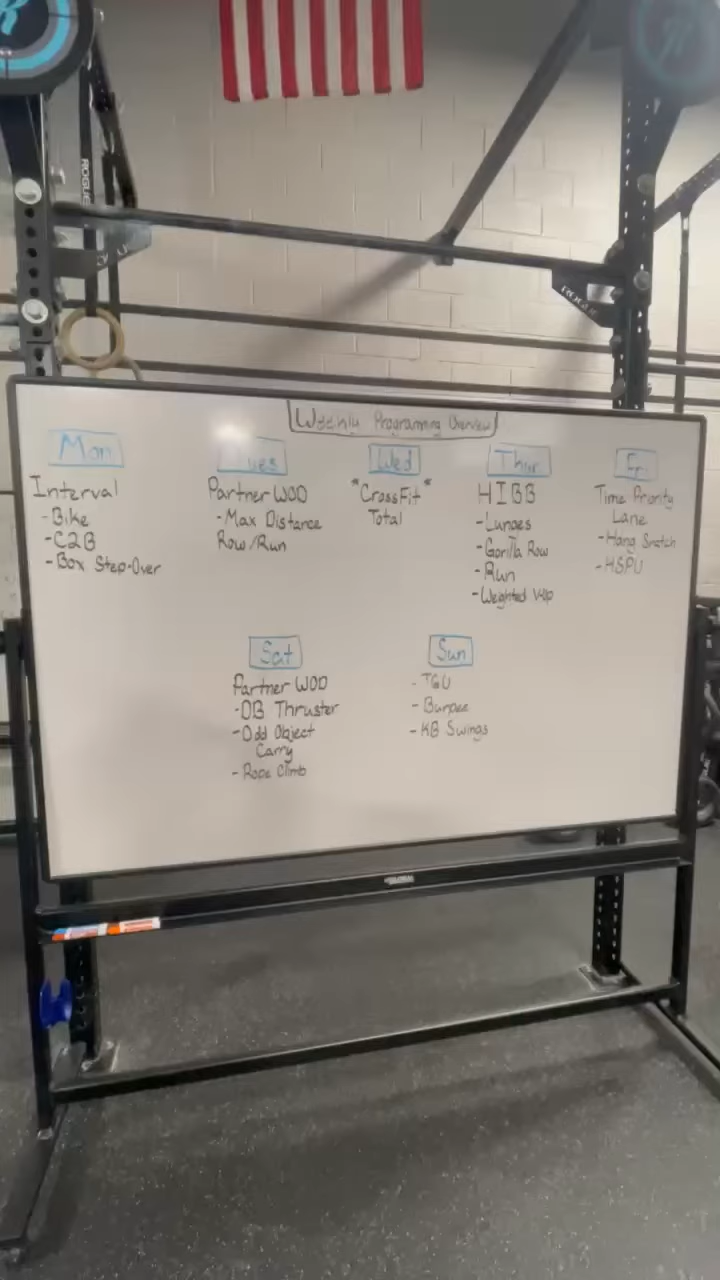 ROGUE
Weekly Programming Overview
Mon
Interval
-Bike
-C2B
-Box Step-Over
Tues
Partner WOD
-Max Distance
Row/Run
Wed
"CrossFit"
Total
Thur
HIBB
-Lunges
-Gorilla Row
-Run
-Weighted
Fri
Time Priority
Lane
-Hang Snatch
-HSPU
Sat
Partner WOD
-DB Thruster
-Odd Object
Carry
-Rope Climb
Sun
-TGU
-Burpee
-KB Swings
GLOBAL